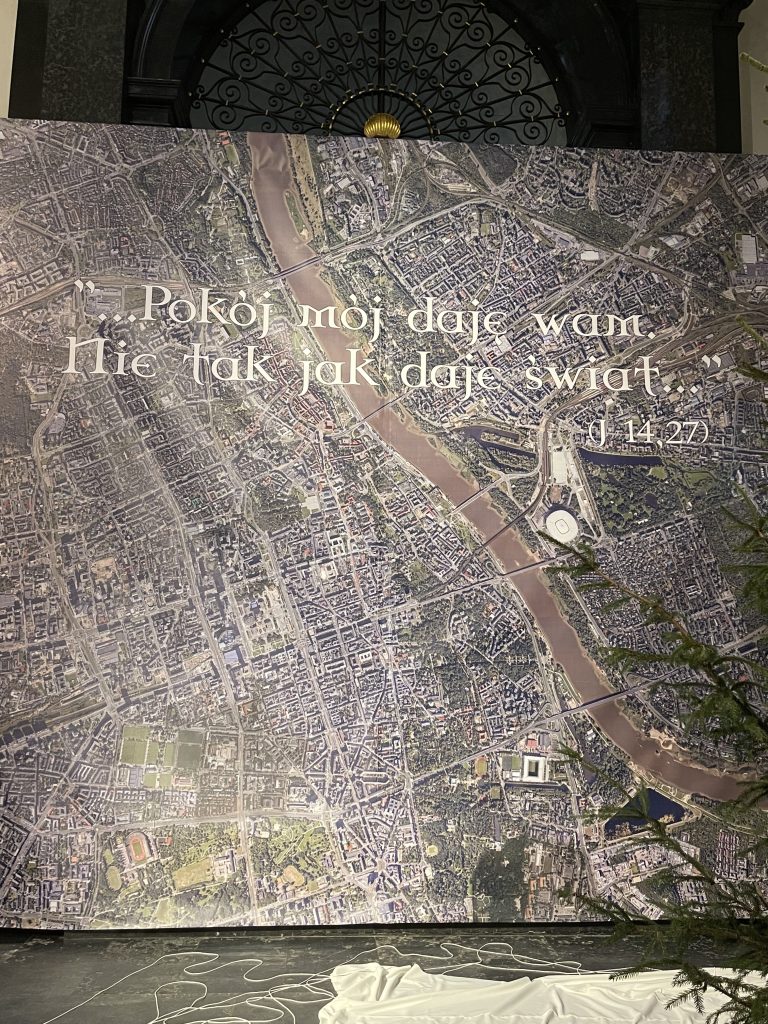 "...Pokój mój daję wam.
Nie tak jak daje świat..."
(J 14,27)